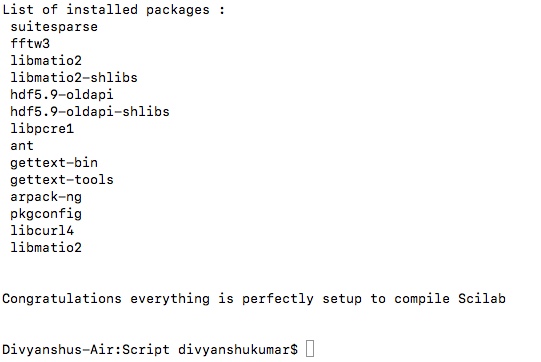 List of installed packages :
suitesparse
fftw3
libmatio2
libmatio2-shlibs
hdf5.9-oldapi
hdf5.9-oldapi-shlibs
libpcre1
ant
gettext-bin
gettext-tools
arpack-ng
pkgconfig
libcurl4
libmatio2
Congratulations everything is perfectly setup to compile Scilab
Divyanshus-Air:Script divyanshukumar$